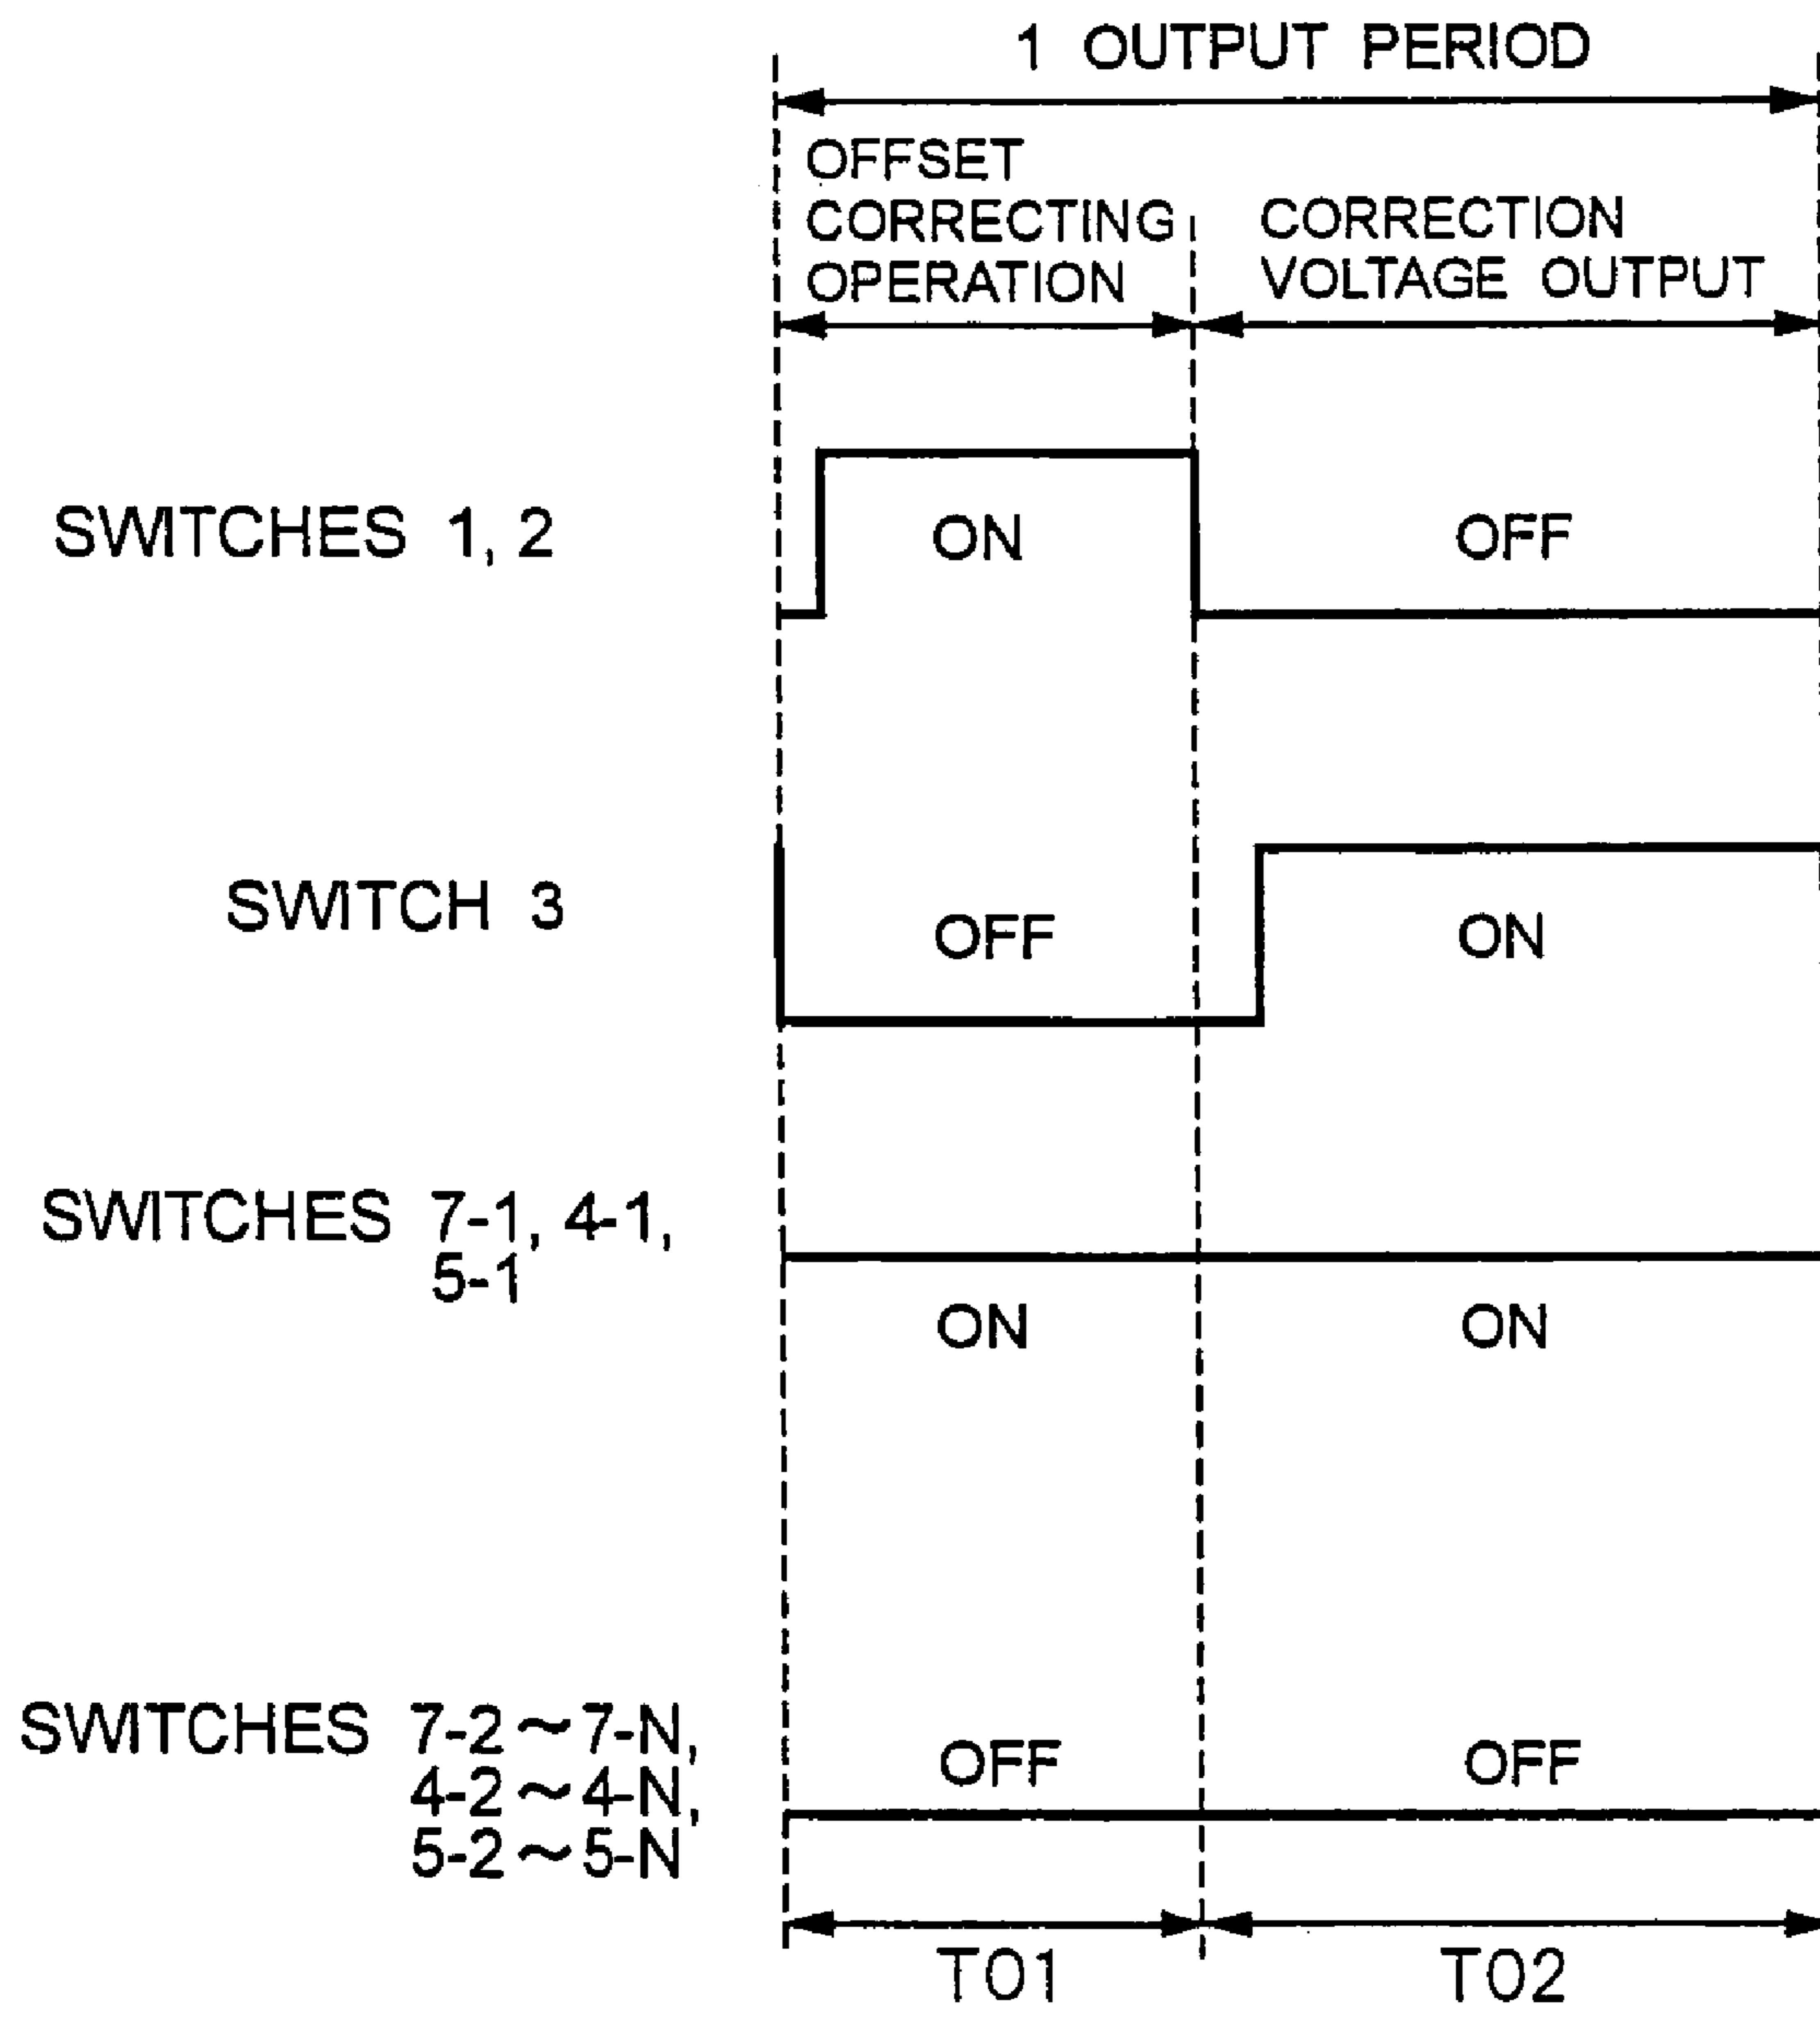 1 OUTPUT PERIOD
OFFSET
CORRECTING
OPERATION
CORRECTION
VOLTAGE OUTPUT
SWITCHES 1, 2
ON
OFF
SWITCH 3
OFF
ON
SWITCHES 7-1, 4-1,
5-1
ON
ON
SWITCHES 7-2~7-N,
4-2~4-N,
5-2~5-N
OFF
OFF
T01
T02